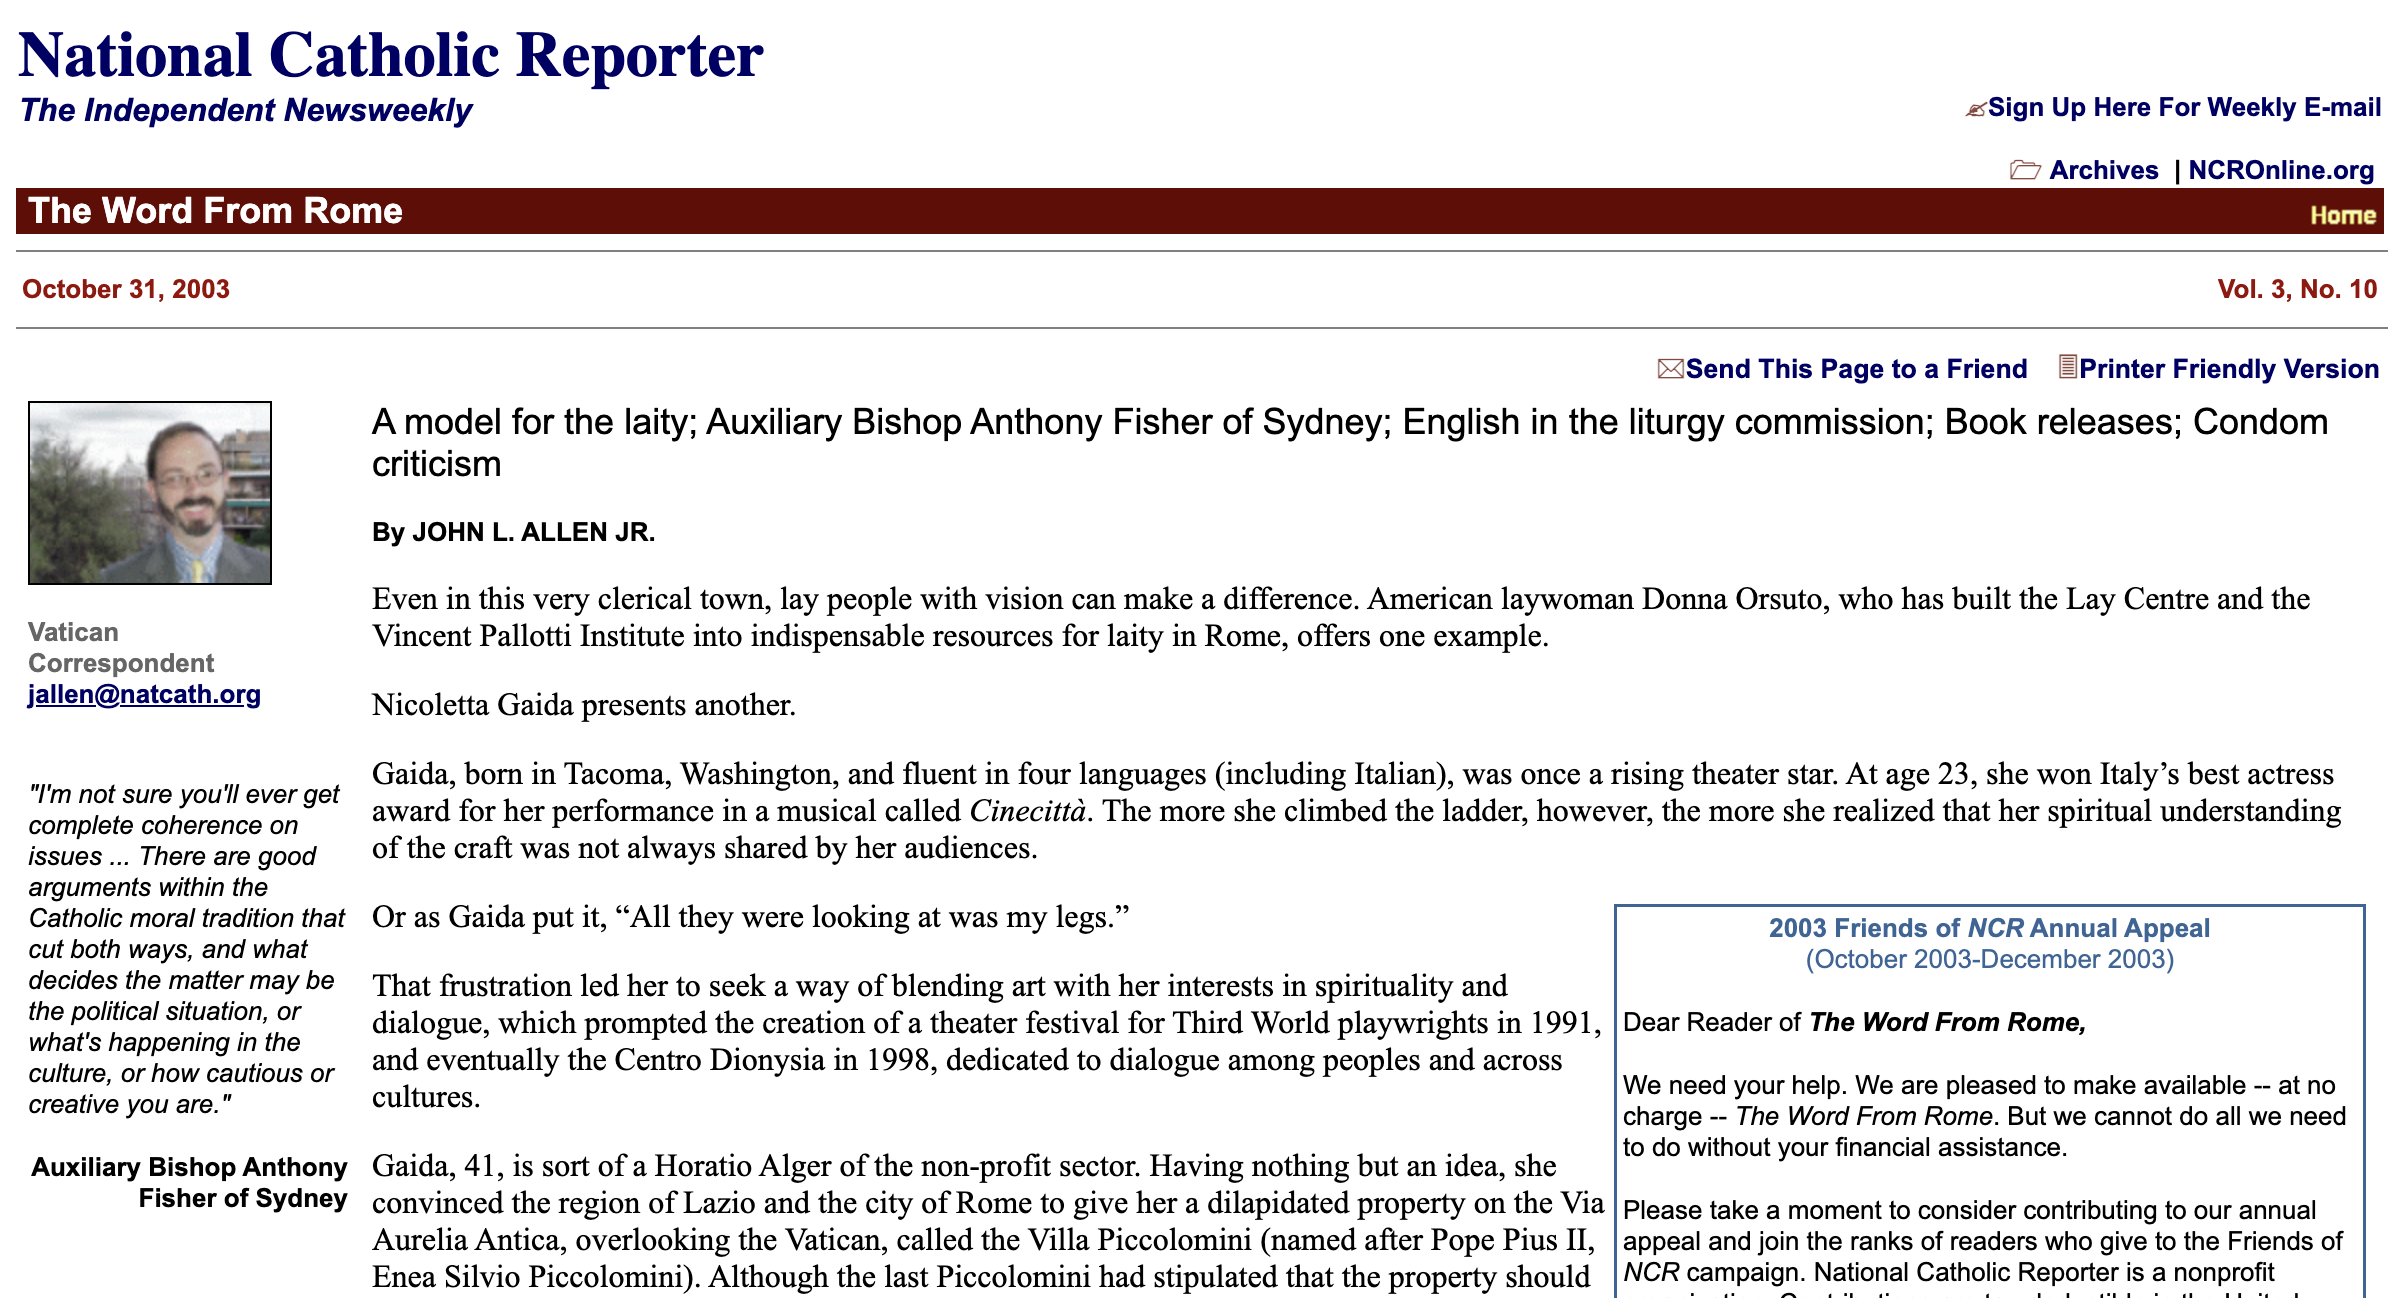 National Catholic Reporter
The Independent Newsweekly
Sign Up Here For Weekly E-mail
Archives | NCROnline.org
The Word From Rome
Home
October 31, 2003
Vol. 3, No. 10
Send This Page to a Friend
Printer Friendly Version
Vatican
Correspondent
jallen@natcath.org
"I'm not sure you'll ever get
complete coherence on
issues ... There are good
arguments within the
Catholic moral tradition that
cut both ways, and what
decides the matter may be
the political situation, or
what's happening in the
culture, or how cautious or
creative you are."
Auxiliary Bishop Anthony
Fisher of Sydney
A model for the laity; Auxiliary Bishop Anthony Fisher of Sydney; English in the liturgy commission; Book releases; Condom
criticism
By JOHN L. ALLEN JR.
Even in this very clerical town, lay people with vision can make a difference. American laywoman Donna Orsuto, who has built the Lay Centre and the
Vincent Pallotti Institute into indispensable resources for laity in Rome, offers one example.
Nicoletta Gaida presents another.
Gaida, born in Tacoma, Washington, and fluent in four languages (including Italian), was once a rising theater star. At age 23, she won Italy’s best actress
award for her performance in a musical called Cinecittà. The more she climbed the ladder, however, the more she realized that her spiritual understanding
of the craft was not always shared by her audiences.
Or as Gaida put it, “All they were looking at was my legs.”
That frustration led her to seek a way of blending art with her interests in spirituality and
dialogue, which prompted the creation of a theater festival for Third World playwrights in 1991,
and eventually the Centro Dionysia in 1998, dedicated to dialogue among peoples and across
cultures.
Gaida, 41, is sort of a Horatio Alger of the non-profit sector. Having nothing but an idea, she
convinced the region of Lazio and the city of Rome to give her a dilapidated property on the Via
Aurelia Antica, overlooking the Vatican, called the Villa Piccolomini (named after Pope Pius II,
Enea Silvio Piccolomini). Although the last Piccolomini had stipulated that the property should
2003 Friends of NCR Annual Appeal
(October 2003-December 2003)
Dear Reader of The Word From Rome,
We need your help. We are pleased to make available -- at no
charge -- The Word From Rome. But we cannot do all we need
to do without your financial assistance.
Please take a moment to consider contributing to our annual
appeal and join the ranks of readers who give to the Friends of
NCR campaign. National Catholic Reporter is a nonprofit